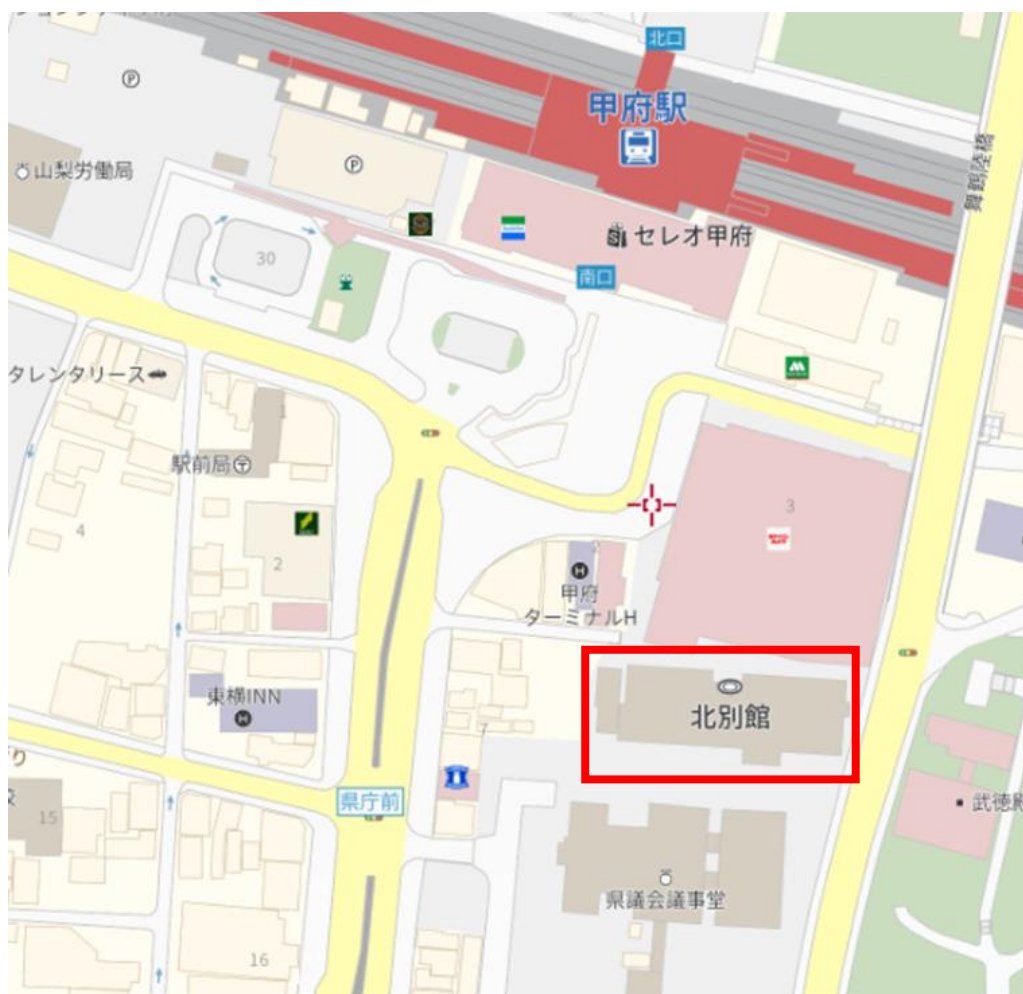 北口
甲府駅
舞鶴陸橋
山梨労働局
セレオ甲府
30
南口
タレンタリース
1
駅前局
3
4
2
甲府
ターミナルH
東横INN
北別館
7
県庁前
15
武徳殿
県議会議事堂
16